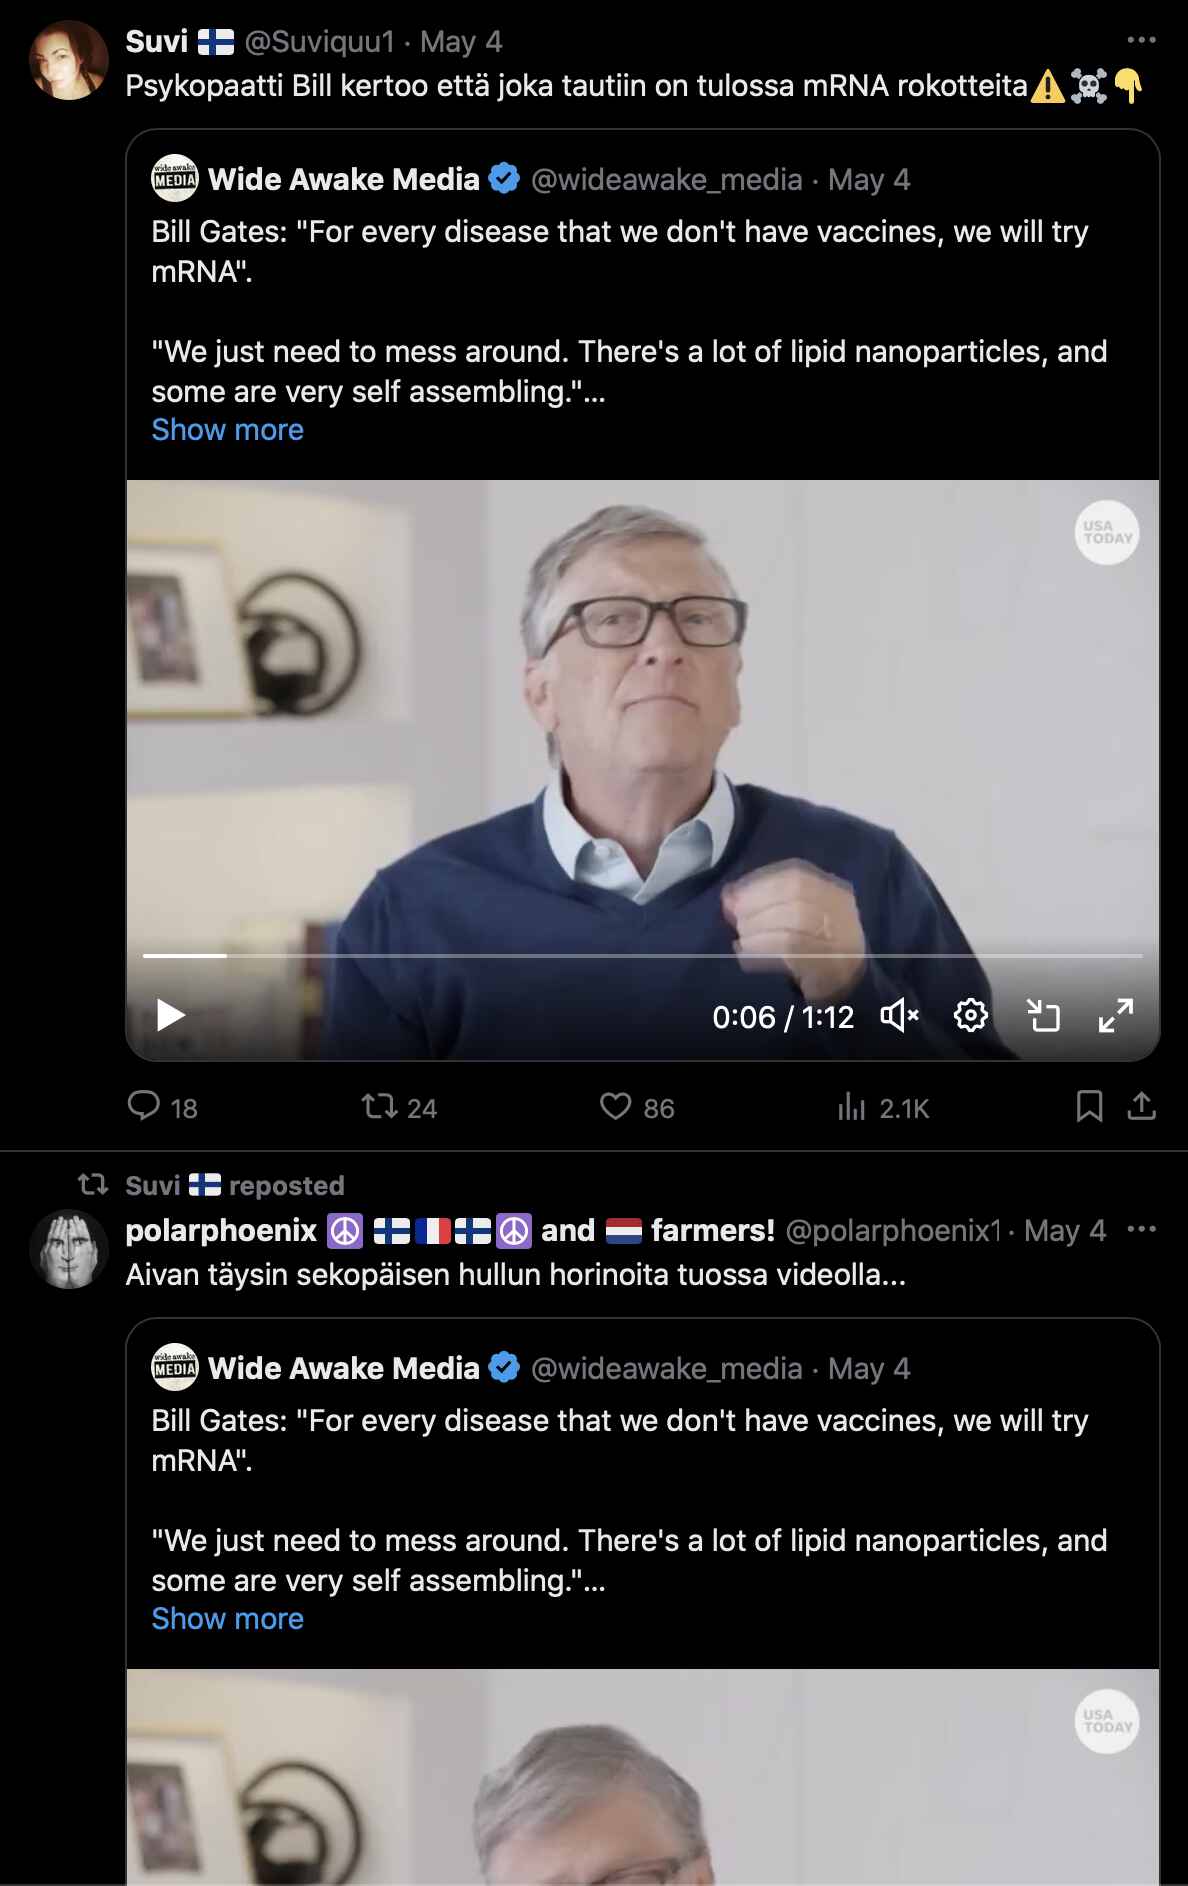 Suvi 🇫🇮 @Suviquu1 · May 4
Psykopaatti Bill kertoo että joka tautiin on tulossa mRNA rokotteita⚠️☠️👇
wide awake
MEDIA
Wide Awake Media @wideawake_media · May 4
Bill Gates: "For every disease that we don't have vaccines, we will try
mRNA".
"We just need to mess around. There's a lot of lipid nanoparticles, and
some are very self assembling."...
Show more
USA
TODAY
0:06 / 1:12
18
24
86
2.1K
Suvi 🇫🇮 reposted
polarphoenix ☮️ 🇫🇮🇫🇷🇫🇮☮️ and 🇳🇱 farmers! @polarphoenix1 · May 4
Aivan täysin sekopäisen hullun horinoita tuossa videolla...
wide awake
MEDIA
Wide Awake Media @wideawake_media · May 4
Bill Gates: "For every disease that we don't have vaccines, we will try
mRNA".
"We just need to mess around. There's a lot of lipid nanoparticles, and
some are very self assembling."...
Show more
USA
TODAY